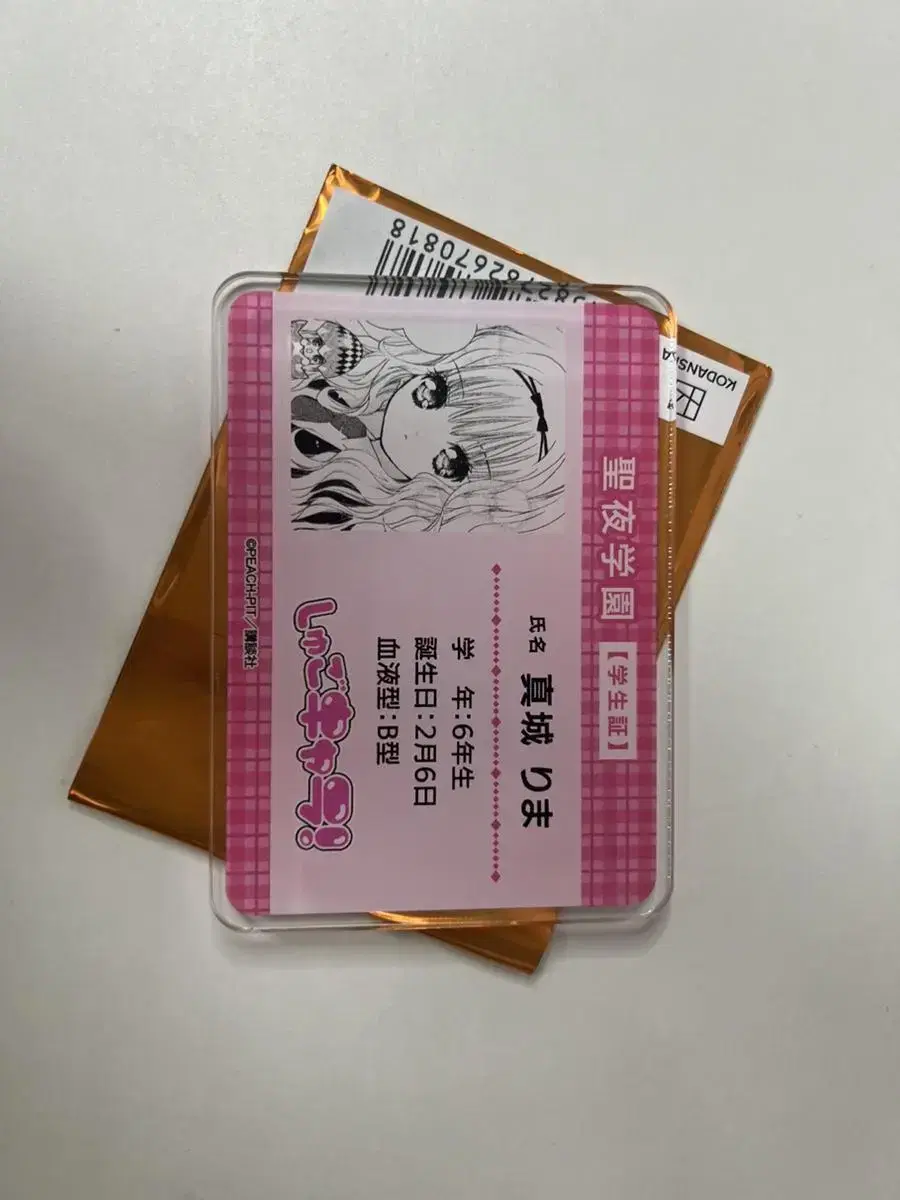 聖夜学園【学生証】
氏名 真城 りま
学　年：6年生
誕生日：2月6日
血液型：B型
しゅごキャラ!
©PEACH-PIT／講談社
KODANSHA
82670818